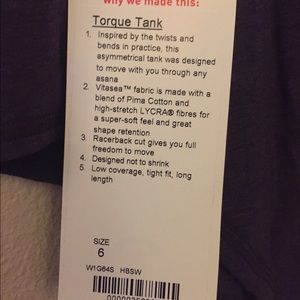 why we made this:
Torque Tank
1. Inspired by the twists and
bends in practice, this
asymmetrical tank was designed
to move with you through any
asana
2. Vitasea™ fabric is made with a
blend of Pima Cotton and
high-stretch LYCRA® fibres for
a super-soft feel and great
shape retention
3. Racerback cut gives you full
freedom to move
4. Designed not to shrink
5. Low coverage, tight fit, long
length
SIZE
6
W1G64S HBSW